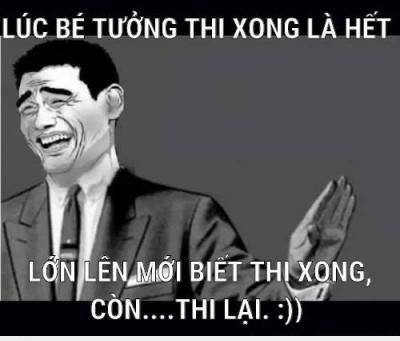 LÚC BÉ TƯỞNG THI XONG LÀ HẾT
LỚN LÊN MỚI BIẾT THI XONG,
CÒN....THI LẠI. :))